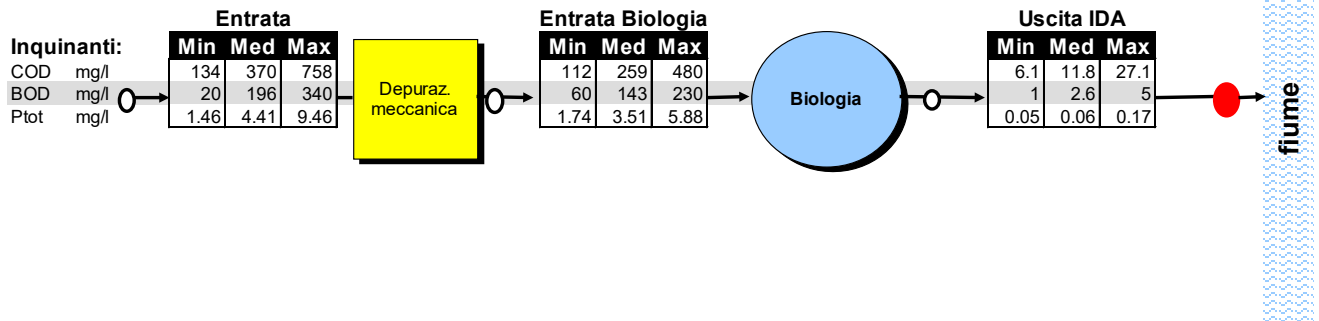 Entrata Entrata Biologia Uscita IDA
Inquinanti: Min Med Max Min Med Max Min Med Max
COD mg/l 134 370 758 112 259 480 6.1 11.8 27.1
BOD mg/l 20 196 340 60 143 230 1 2.6 5
Ptot mg/l 1.46 4.41 9.46 1.74 3.51 5.88 0.05 0.06 0.17
Depuraz.
meccanica
Biologia
fiume